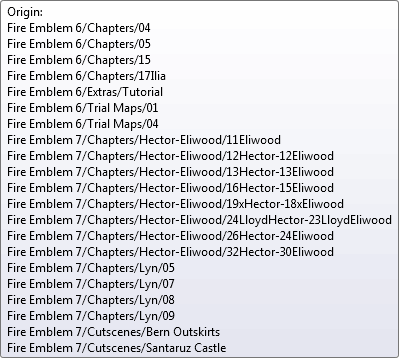 Origin:
Fire Emblem 6/Chapters/04
Fire Emblem 6/Chapters/05
Fire Emblem 6/Chapters/15
Fire Emblem 6/Chapters/17Ilia
Fire Emblem 6/Extras/Tutorial
Fire Emblem 6/Trial Maps/01
Fire Emblem 6/Trial Maps/04
Fire Emblem 7/Chapters/Hector-Eliwood/11Eliwood
Fire Emblem 7/Chapters/Hector-Eliwood/12Hector-12Eliwood
Fire Emblem 7/Chapters/Hector-Eliwood/13Hector-13Eliwood
Fire Emblem 7/Chapters/Hector-Eliwood/16Hector-15Eliwood
Fire Emblem 7/Chapters/Hector-Eliwood/19xHector-18xEliwood
Fire Emblem 7/Chapters/Hector-Eliwood/24LloydHector-23LloydEliwood
Fire Emblem 7/Chapters/Hector-Eliwood/26Hector-24Eliwood
Fire Emblem 7/Chapters/Hector-Eliwood/32Hector-30Eliwood
Fire Emblem 7/Chapters/Lyn/05
Fire Emblem 7/Chapters/Lyn/07
Fire Emblem 7/Chapters/Lyn/08
Fire Emblem 7/Chapters/Lyn/09
Fire Emblem 7/Cutscenes/Bern Outskirts
Fire Emblem 7/Cutscenes/Santaruz Castle